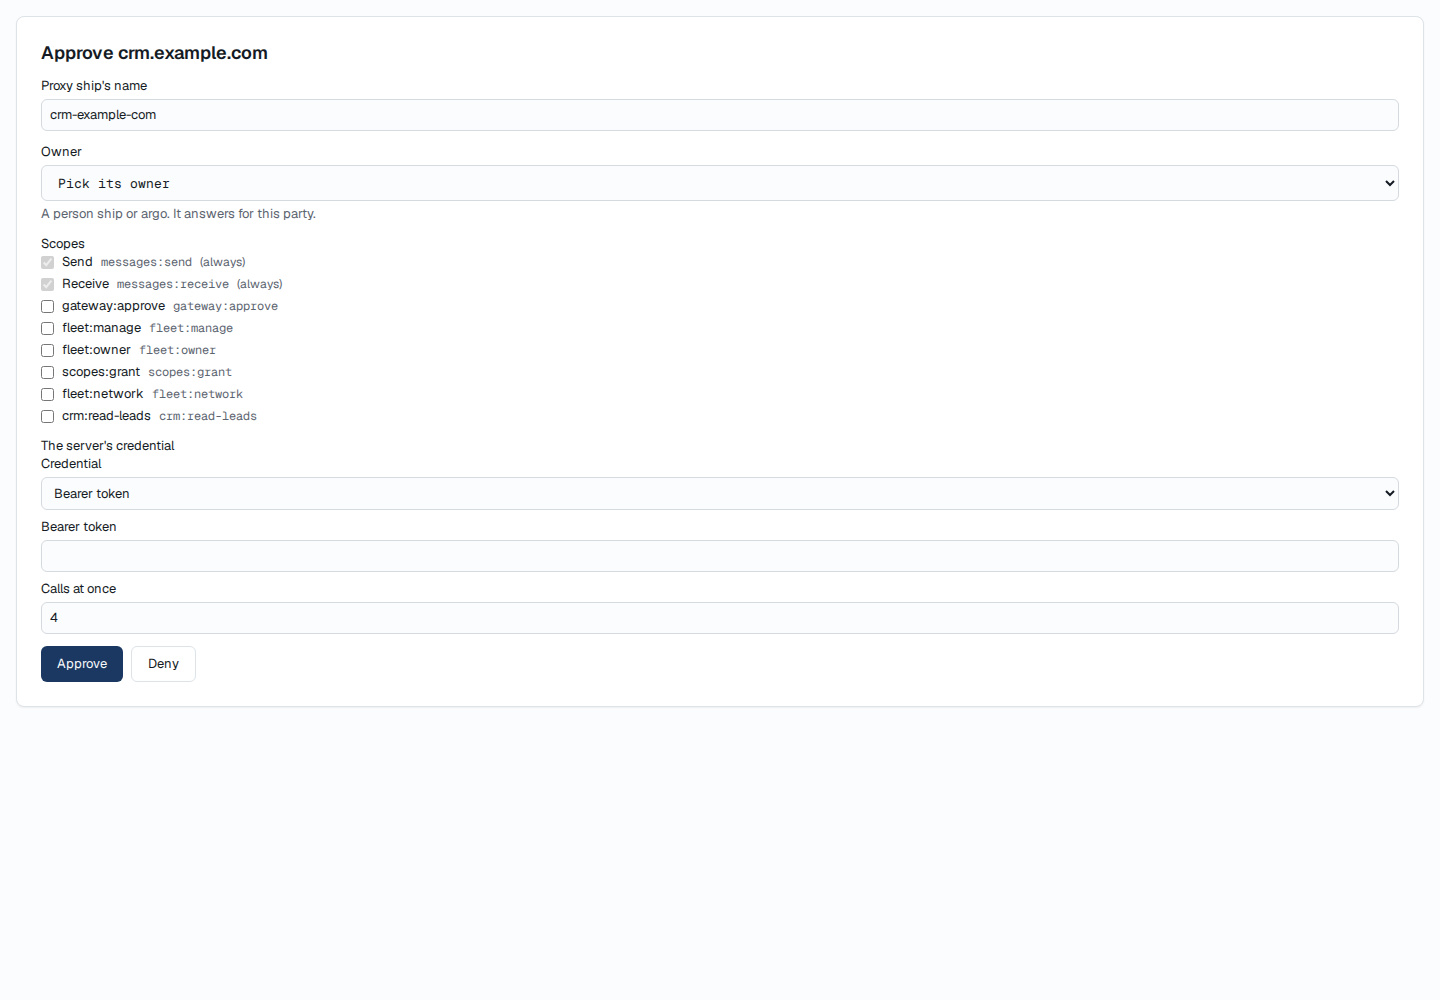 Approve crm.example.com
Proxy ship's name
crm-example-com
Owner
Pick its owner
A person ship or argo. It answers for this party.
Scopes
Send messages:send (always)
Receive messages:receive (always)
gateway:approve gateway:approve
fleet:manage fleet:manage
fleet:owner fleet:owner
scopes:grant scopes:grant
fleet:network fleet:network
crm:read-leads crm:read-leads
The server's credential
Credential
Bearer token
Bearer token
Calls at once
4
Approve Deny